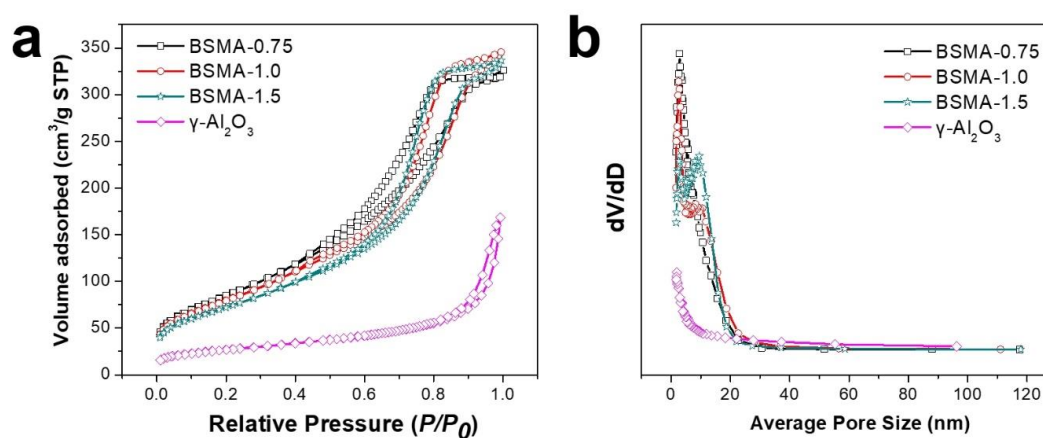 a
BSMA-0.75
BSMA-1.0
BSMA-1.5
γ-Al₂O₃
Volume adsorbed (cm³/g STP)
350
300
250
200
150
100
50
0
0.0 0.2 0.4 0.6 0.8 1.0
Relative Pressure (P/P₀)
b
BSMA-0.75
BSMA-1.0
BSMA-1.5
γ-Al₂O₃
dV/dD
0 20 40 60 80 100 120
Average Pore Size (nm)